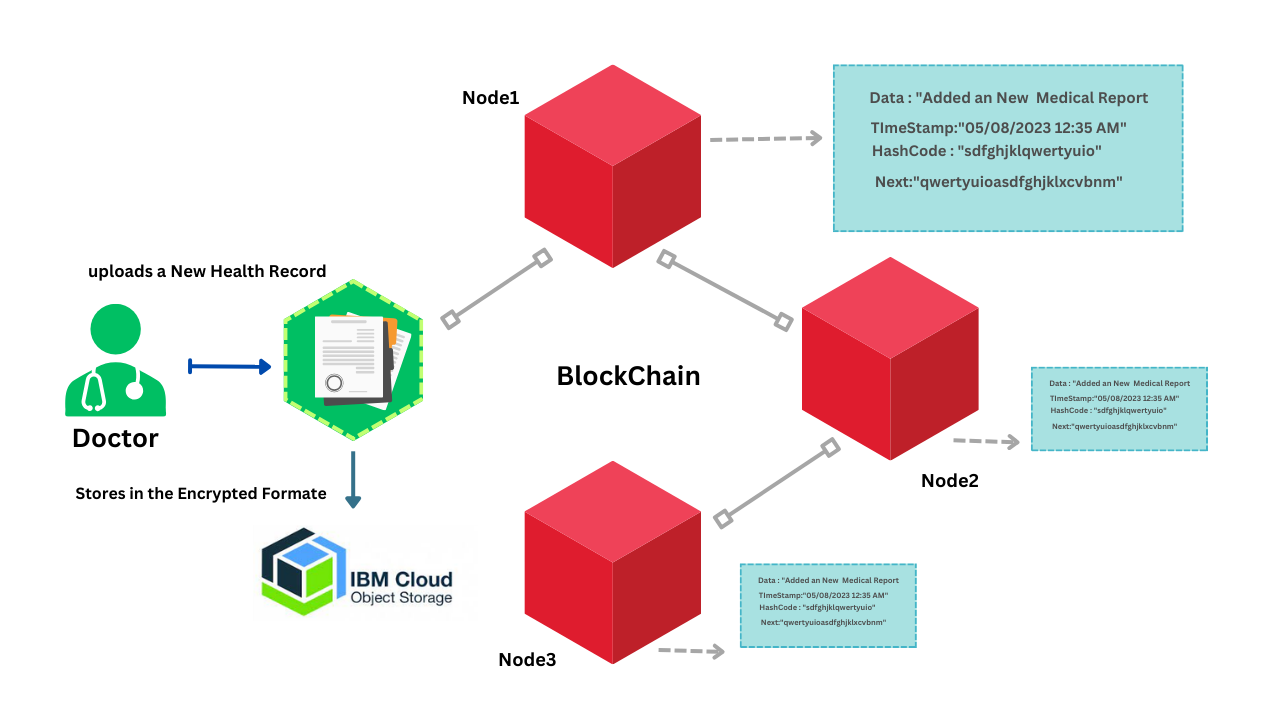 Node1
Data : "Added an New  Medical Report
TImeStamp:"05/08/2023 12:35 AM"
HashCode : "sdfghjklqwertyuio"
Next:"qwertyuioasdfghjklxcvbnm"
uploads a New Health Record
BlockChain
Data : "Added an New  Medical Report
TImeStamp:"05/08/2023 12:35 AM"
HashCode : "sdfghjklqwertyuio"
Next:"qwertyuioasdfghjklxcvbnm"
Doctor
Node2
Stores in the Encrypted Formate
IBM Cloud
Object Storage
Data : "Added an New  Medical Report
TImeStamp:"05/08/2023 12:35 AM"
HashCode : "sdfghjklqwertyuio"
Next:"qwertyuioasdfghjklxcvbnm"
Node3